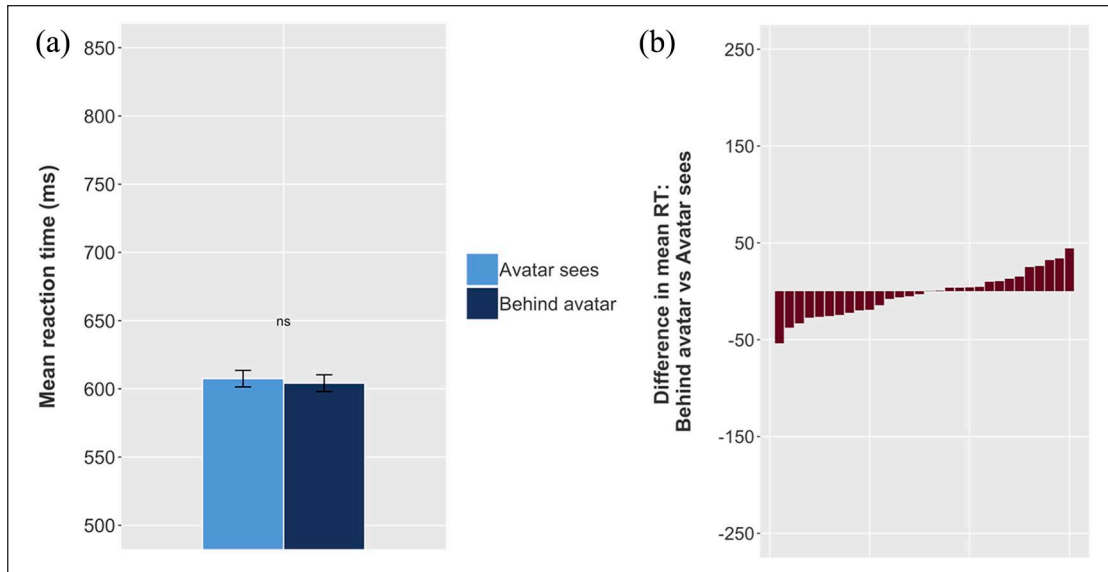 (a)
Mean reaction time (ms)
850
800
750
700
650
600
550
500
ns
Avatar sees
Behind avatar
(b)
Difference in mean RT:
Behind avatar vs Avatar sees
250
150
50
-50
-150
-250